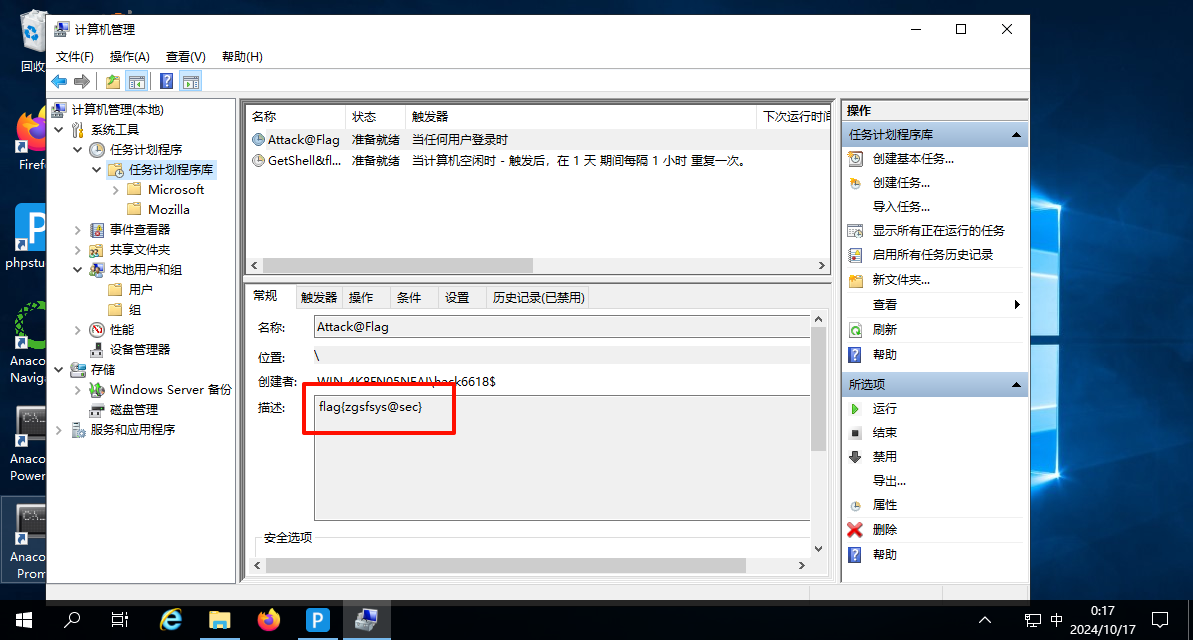 回收
Firef
phpstu
Anaco
Naviga
Anaco
Power
Anaco
Prom
计算机管理
文件(F) 操作(A) 查看(V) 帮助(H)
计算机管理(本地)
系统工具
任务计划程序
任务计划程序库
Microsoft
Mozilla
事件查看器
共享文件夹
本地用户和组
用户
组
性能
设备管理器
存储
Windows Server 备份
磁盘管理
服务和应用程序
名称 状态 触发器 下次运行时间
Attack@Flag 准备就绪 当任何用户登录时
GetShell&fl... 准备就绪 当计算机空闲时 - 触发后，在 1 天 期间每隔 1 小时 重复一次。
常规 触发器 操作 条件 设置 历史记录(已禁用)
名称: Attack@Flag
位置: \
创建者: WIN-4K8FN05NEAI\hack6618$
描述: flag{zgsfsys@sec}
安全选项
操作
任务计划程序库
创建基本任务...
创建任务...
导入任务...
显示所有正在运行的任务
启用所有任务历史记录
新文件夹...
查看
刷新
帮助
所选项
运行
结束
禁用
导出...
属性
删除
帮助
中
0:17
2024/10/17